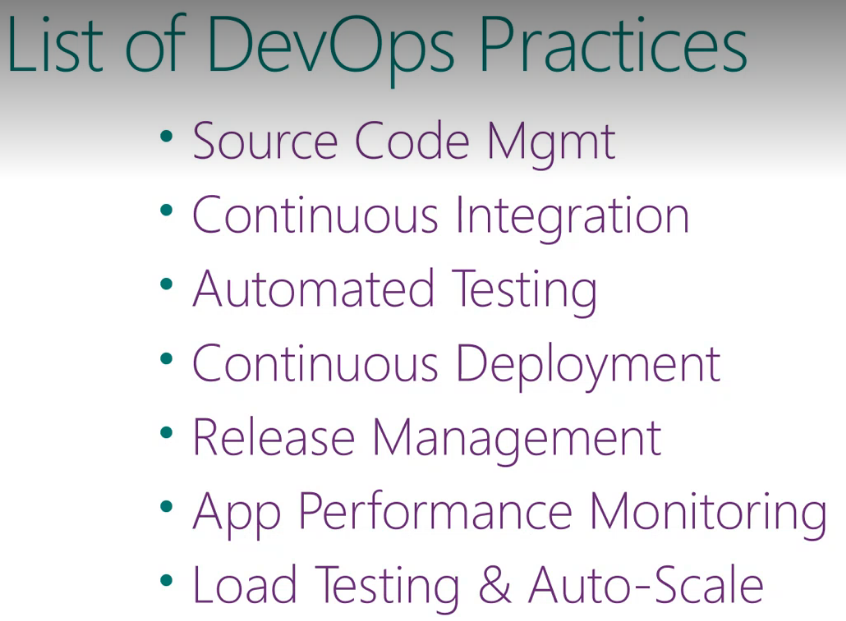 List of DevOps Practices
• Source Code Mgmt
• Continuous Integration
• Automated Testing
• Continuous Deployment
• Release Management
• App Performance Monitoring
• Load Testing & Auto-Scale